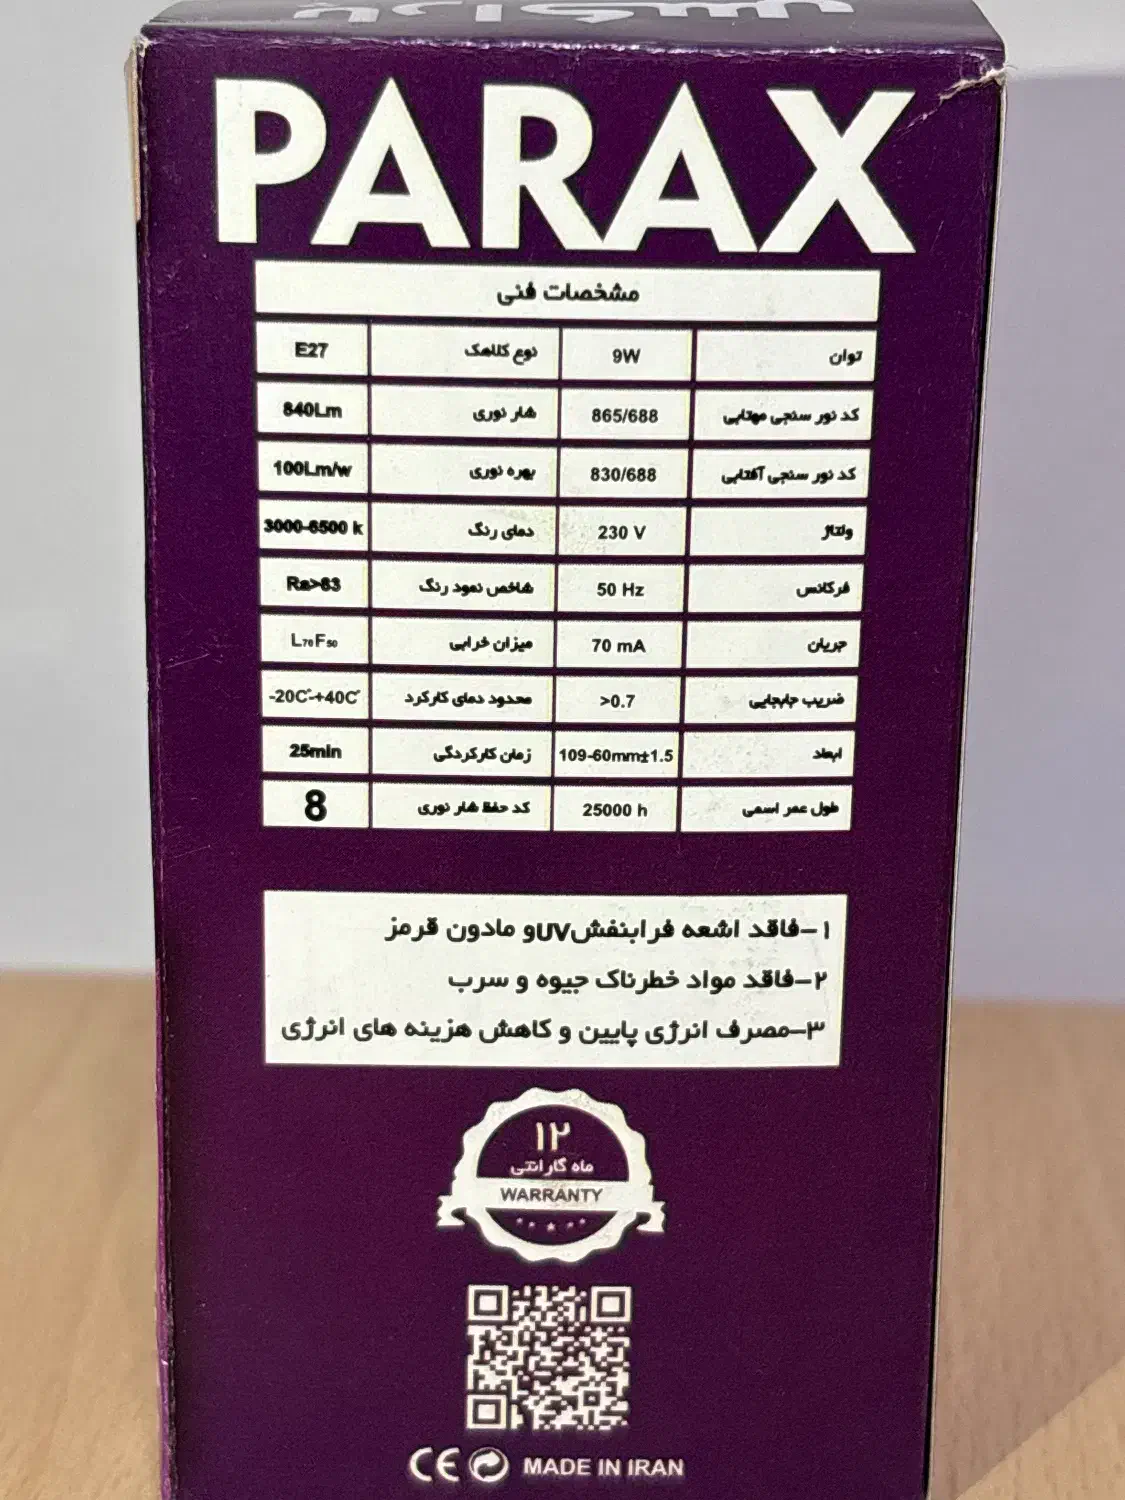 پارکس
PARAX
مشخصات فنی
توان 9W نوع کلاهک E27
کد نور سنجی مهتابی 865/688 شار نوری 840Lm
کد نور سنجی آفتابی 830/688 بهره نوری 100Lm/w
ولتاژ 230 V دمای رنگ 3000-6500 k
فرکانس 50 Hz شاخص نمود رنگ Ra>83
جریان 70 mA میزان خرابی L70F50
ضریب جابجایی >0.7 محدود دمای کارکرد -20C°-+40C°
ابعاد 109-60mm±1.5 زمان کارکردگی 25min
طول عمر اسمی 25000 h کد حفظ شار نوری 8
۱-فاقد اشعه فرابنفشUVو مادون قرمز
۲-فاقد مواد خطرناک جیوه و سرب
۳-مصرف انرژی پایین و کاهش هزینه های انرژی
۱۲
ماه گارانتی
WARRANTY
CE MADE IN IRAN